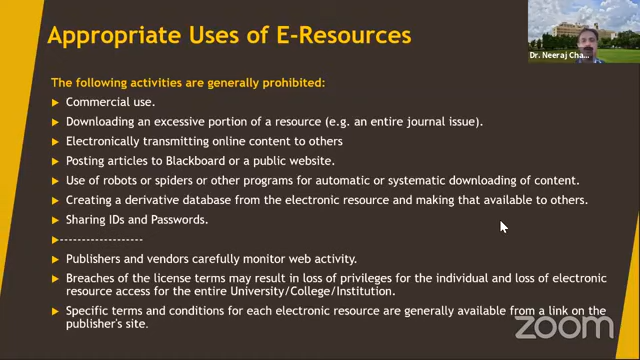 Appropriate Uses of E-Resources
Dr. Neeraj Cha...
The following activities are generally prohibited:
Commercial use.
Downloading an excessive portion of a resource (e.g. an entire journal issue).
Electronically transmitting online content to others
Posting articles to Blackboard or a public website.
Use of robots or spiders or other programs for automatic or systematic downloading of content.
Creating a derivative database from the electronic resource and making that available to others.
Sharing IDs and Passwords.
-------------------
Publishers and vendors carefully monitor web activity.
Breaches of the license terms may result in loss of privileges for the individual and loss of electronic
resource access for the entire University/College/Institution.
Specific terms and conditions for each electronic resource are generally available from a link on the
publisher's site.
zoom